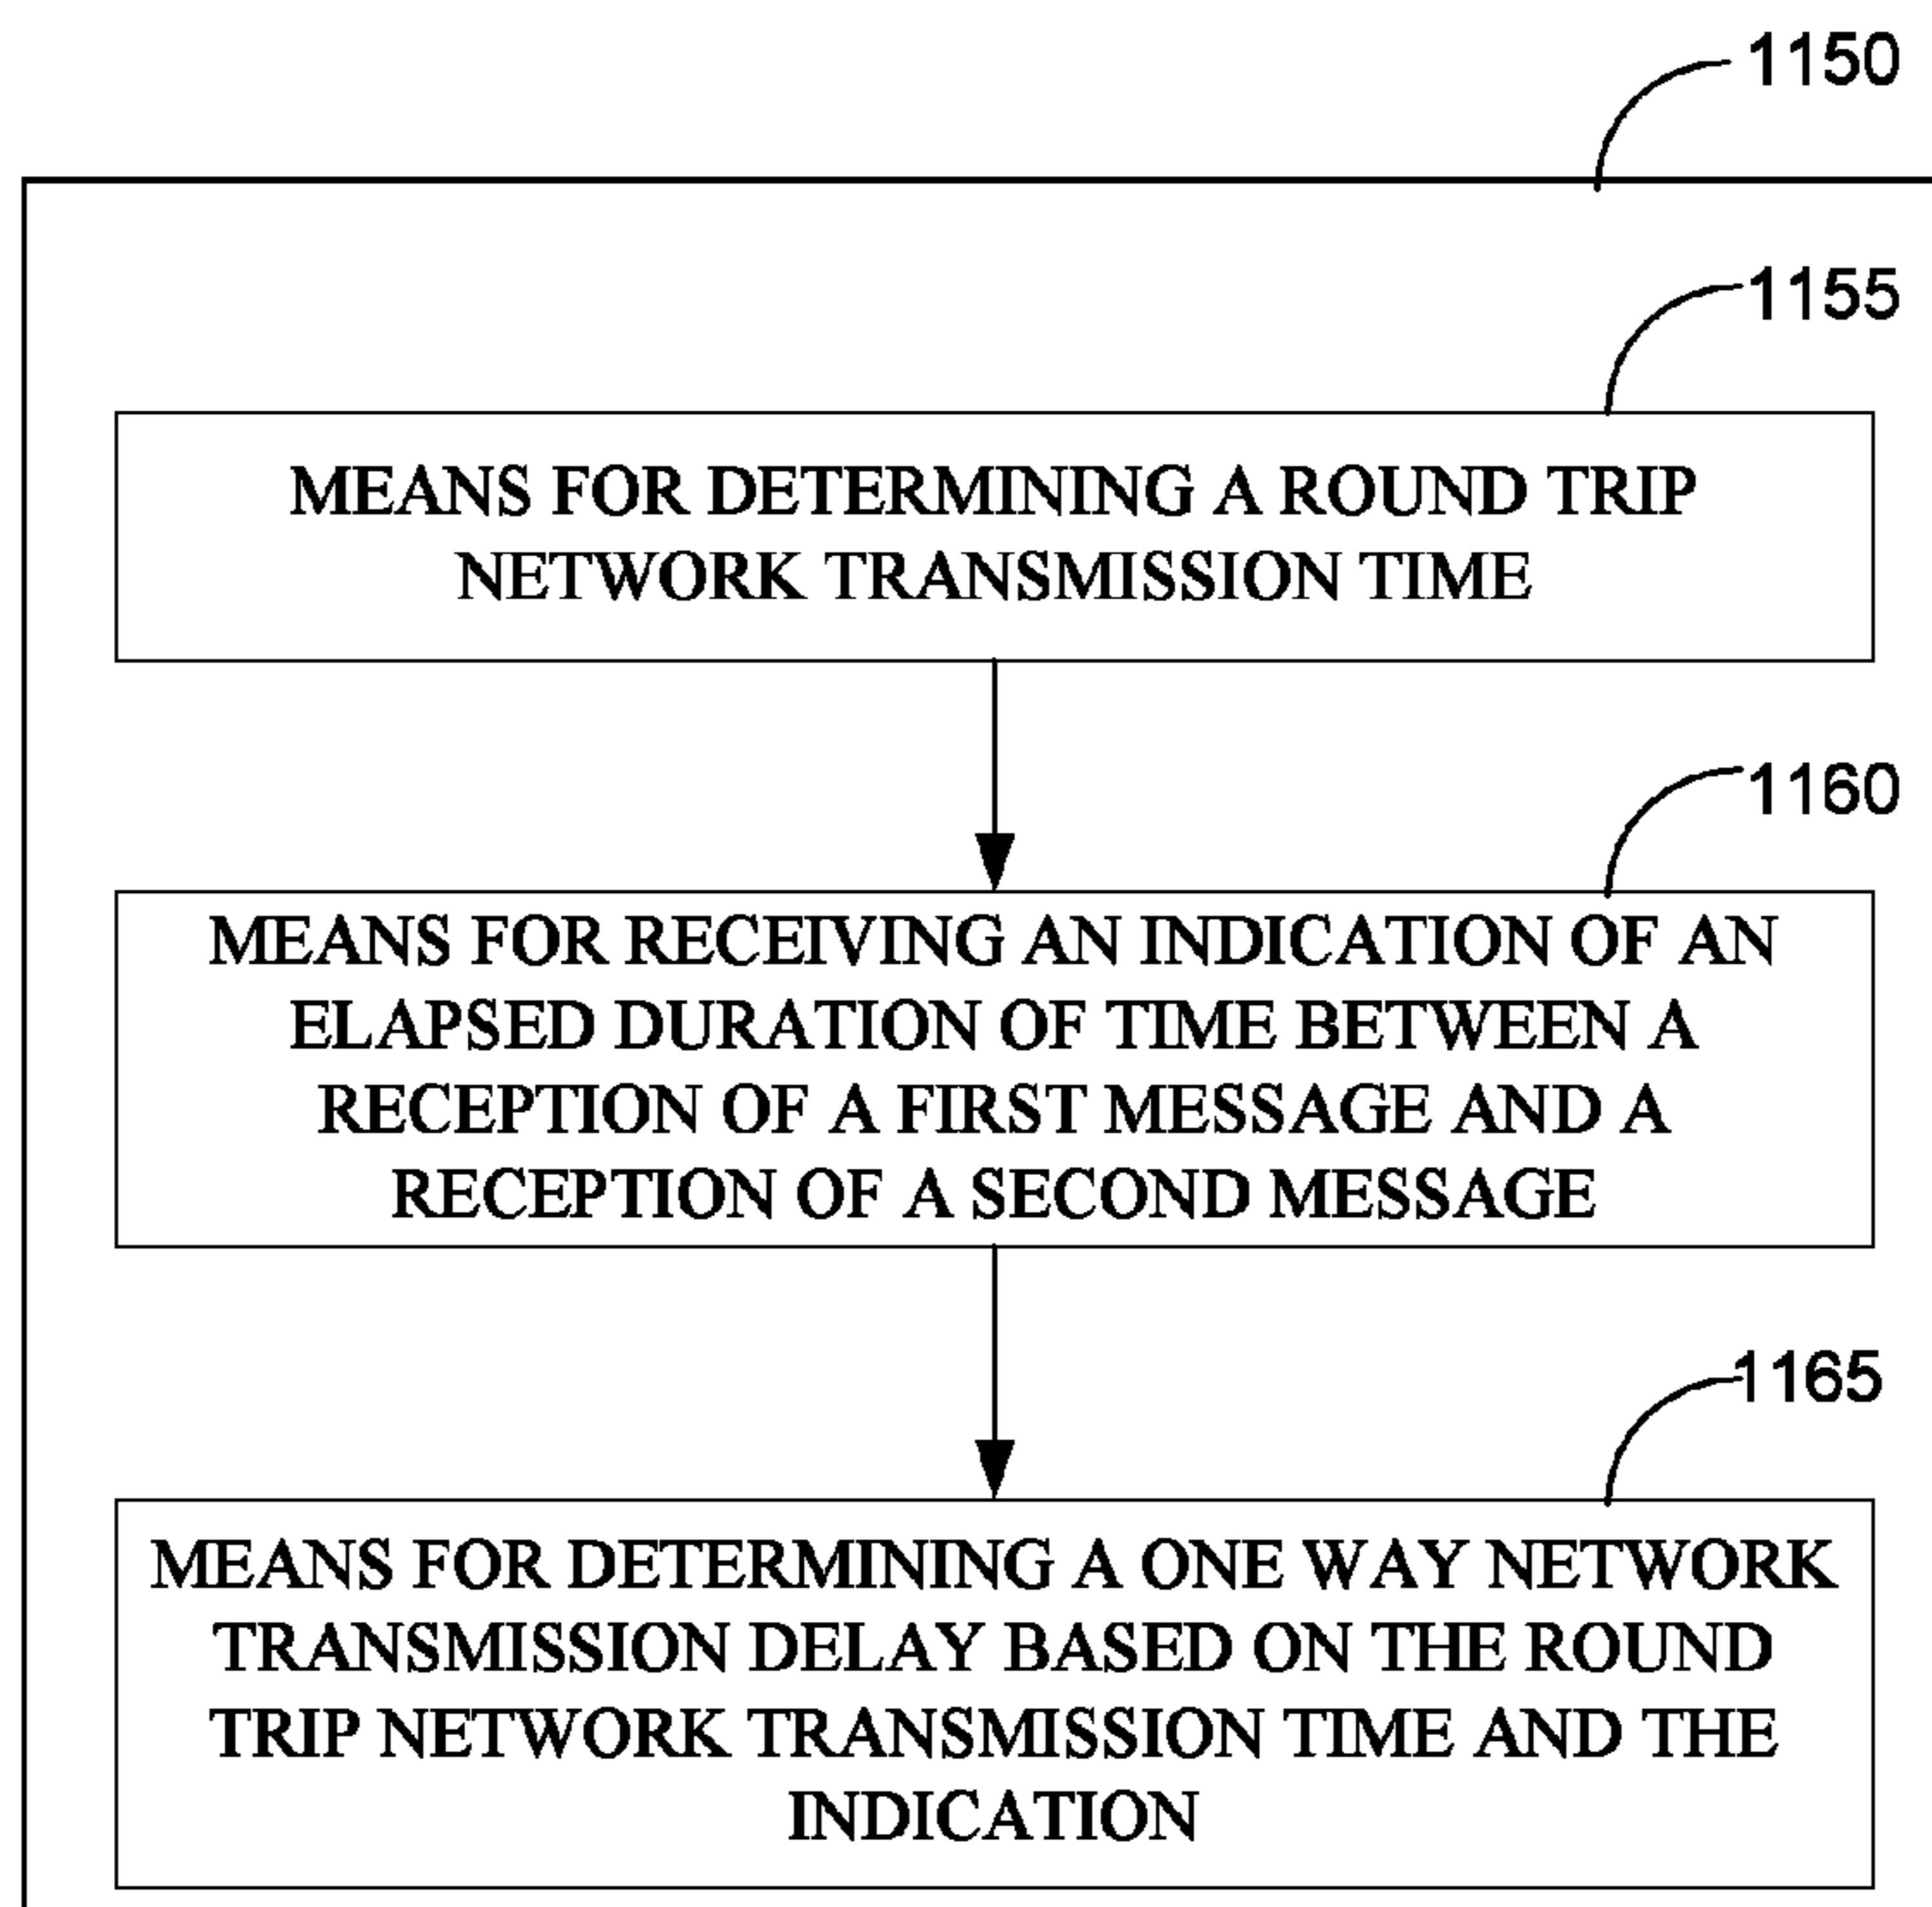 1150
1155
MEANS FOR DETERMINING A ROUND TRIP
NETWORK TRANSMISSION TIME
1160
MEANS FOR RECEIVING AN INDICATION OF AN
ELAPSED DURATION OF TIME BETWEEN A
RECEPTION OF A FIRST MESSAGE AND A
RECEPTION OF A SECOND MESSAGE
1165
MEANS FOR DETERMINING A ONE WAY NETWORK
TRANSMISSION DELAY BASED ON THE ROUND
TRIP NETWORK TRANSMISSION TIME AND THE
INDICATION